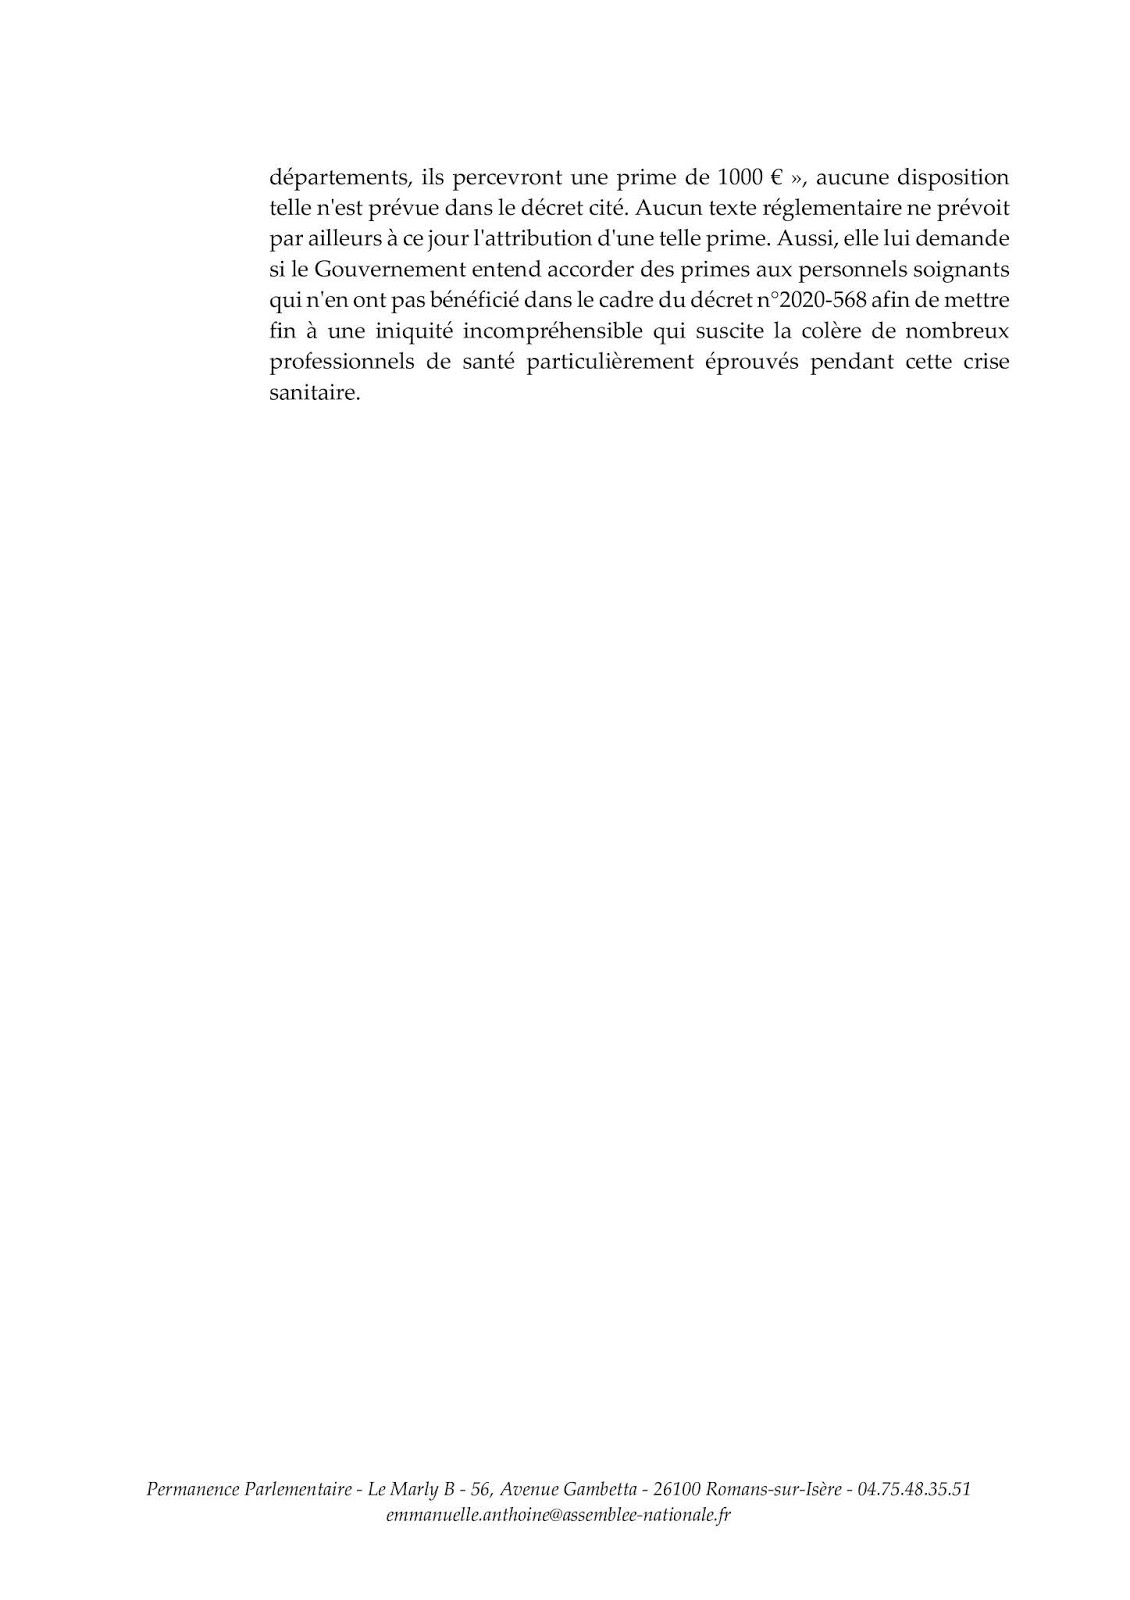 départements, ils percevront une prime de 1000 € », aucune disposition
telle n'est prévue dans le décret cité. Aucun texte réglementaire ne prévoit
par ailleurs à ce jour l'attribution d'une telle prime. Aussi, elle lui demande
si le Gouvernement entend accorder des primes aux personnels soignants
qui n'en ont pas bénéficié dans le cadre du décret n°2020-568 afin de mettre
fin à une iniquité incompréhensible qui suscite la colère de nombreux
professionnels de santé particulièrement éprouvés pendant cette crise
sanitaire.
Permanence Parlementaire - Le Marly B - 56, Avenue Gambetta - 26100 Romans-sur-Isère - 04.75.48.35.51
emmanuelle.anthoine@assemblee-nationale.fr